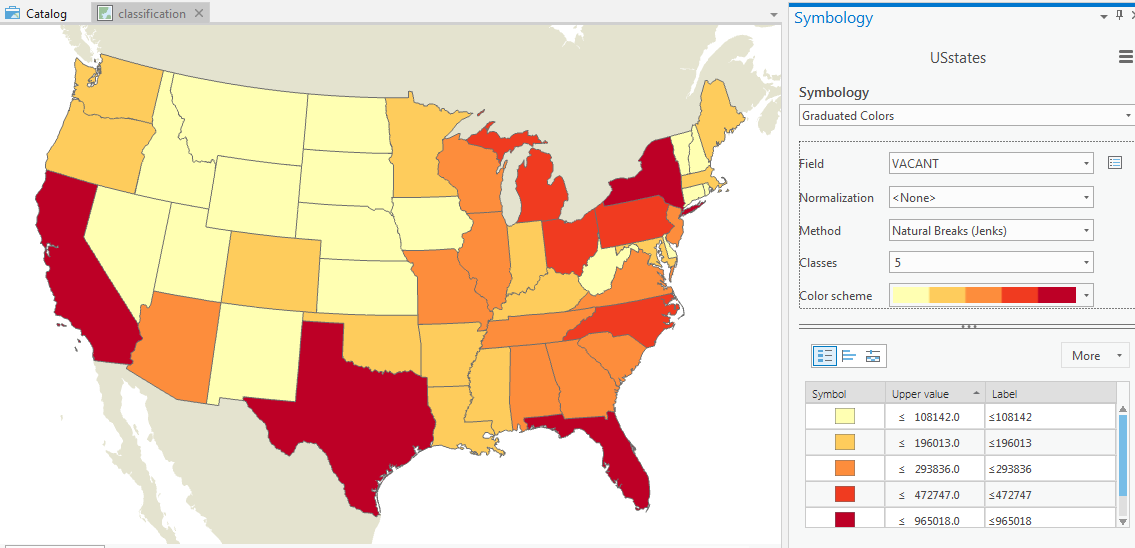 Catalog
classification
Symbology
USstates
Symbology
Graduated Colors
Field
VACANT
Normalization
<None>
Method
Natural Breaks (Jenks)
Classes
5
Color scheme
More
Symbol Upper value Label
≤ 108142.0 ≤108142
≤ 196013.0 ≤196013
≤ 293836.0 ≤293836
≤ 472747.0 ≤472747
≤ 965018.0 ≤965018